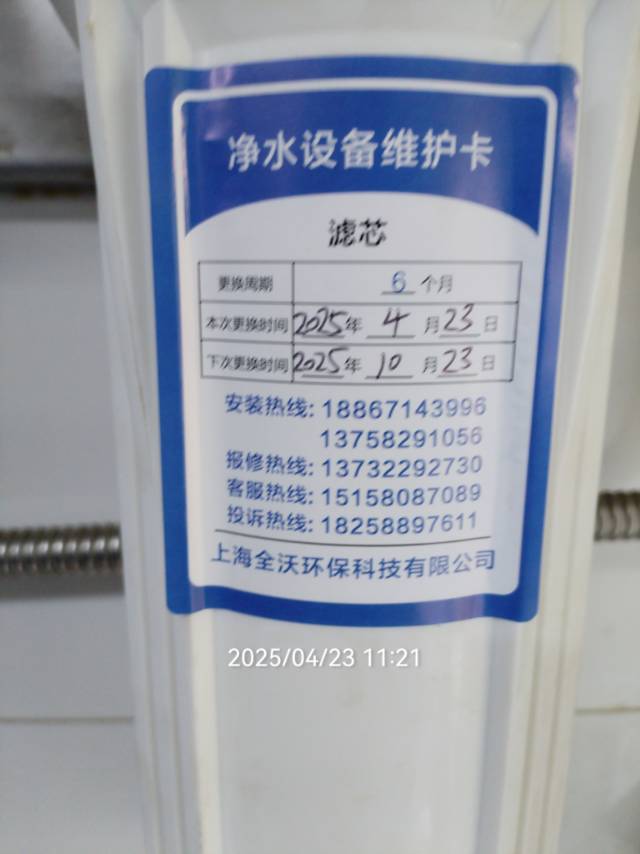 净水设备维护卡
滤芯
更换周期 6 个月
本次更换时间 2025年 4 月 23 日
下次更换时间 2025年 10 月 23 日
安装热线: 18867143996
13758291056
报修热线: 13732292730
客服热线: 15158087089
投诉热线: 18258897611
上海全沃环保科技有限公司
2025/04/23 11:21